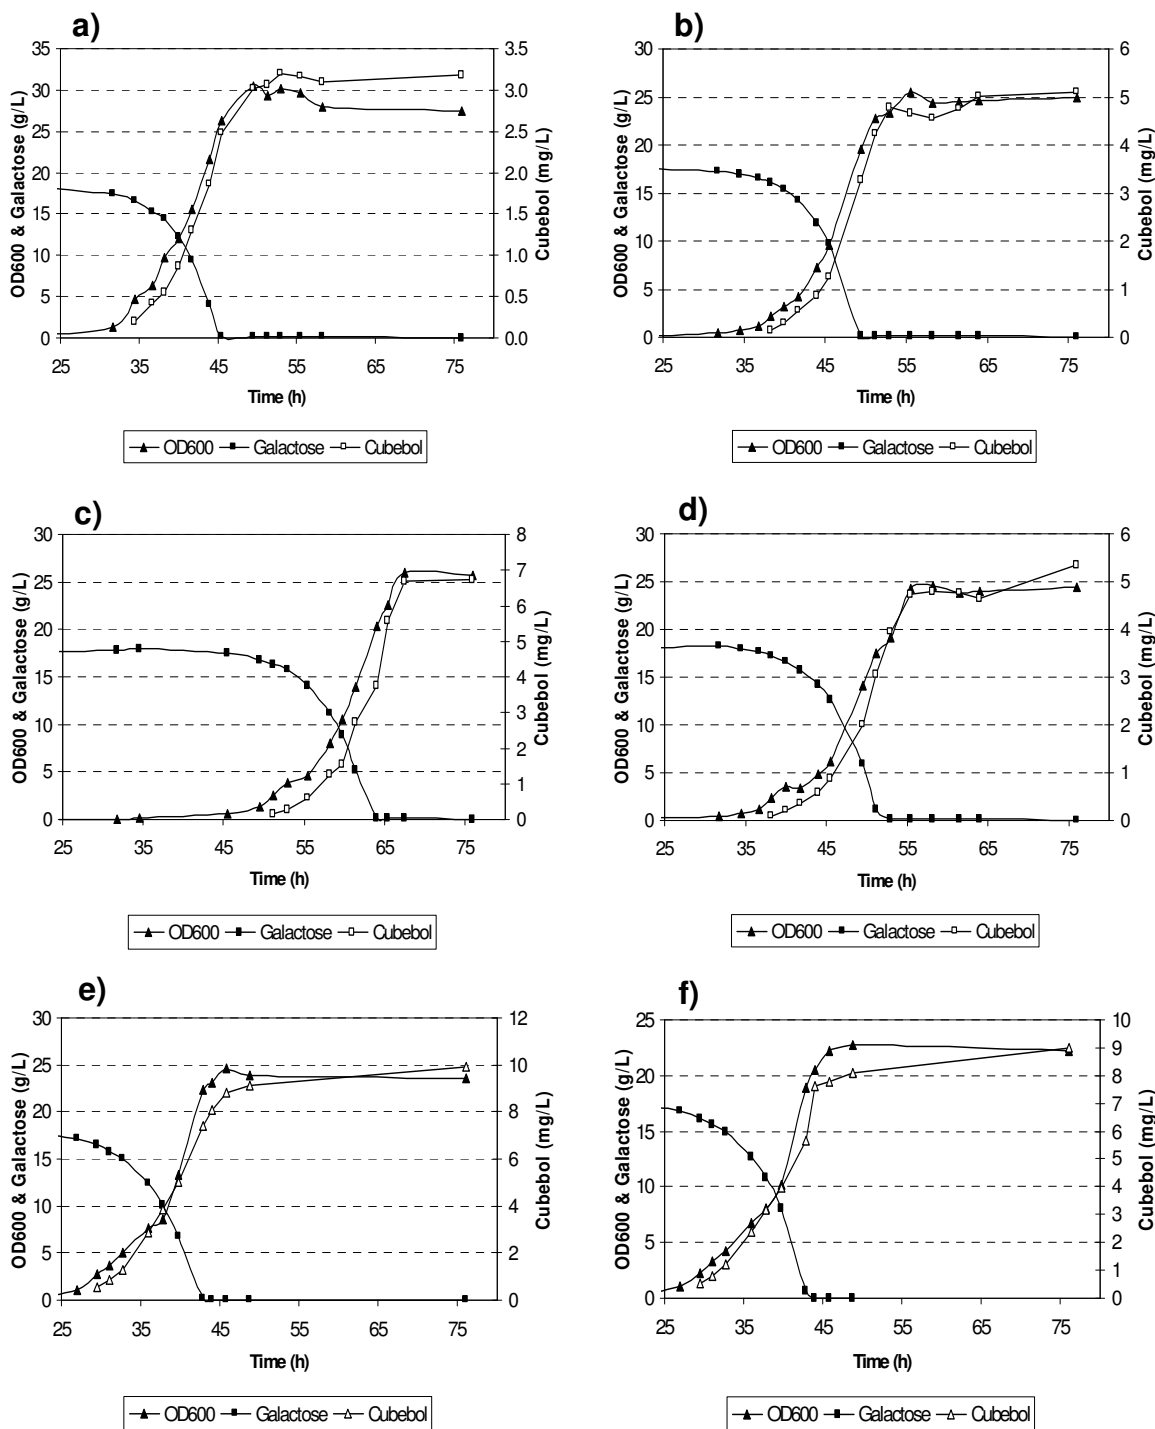 a)
35
30
25
20
15
10
5
0
3.5
3.0
2.5
2.0
1.5
1.0
0.5
0.0
OD600 & Galactose (g/L)
Cubebol (mg/L)
25 35 45 55 65 75
Time (h)
OD600 Galactose Cubebol
b)
30
25
20
15
10
5
0
6
5
4
3
2
1
0
OD600 & Galactose (g/L)
Cubebol (mg/L)
25 35 45 55 65 75
Time (h)
OD600 Galactose Cubebol
c)
30
25
20
15
10
5
0
8
7
6
5
4
3
2
1
0
OD600 & Galactose (g/L)
Cubebol (mg/L)
25 35 45 55 65 75
Time (h)
OD600 Galactose Cubebol
d)
30
25
20
15
10
5
0
6
5
4
3
2
1
0
OD600 & Galactose (g/L)
Cubebol (mg/L)
25 35 45 55 65 75
Time (h)
OD600 Galactose Cubebol
e)
30
25
20
15
10
5
0
12
10
8
6
4
2
0
OD600 & Galactose (g/L)
Cubebol (mg/L)
25 35 45 55 65 75
Time (h)
OD600 Galactose Cubebol
f)
25
20
15
10
5
0
10
9
8
7
6
5
4
3
2
1
0
OD600 & Galactose (g/L)
Cubebol (mg/L)
25 35 45 55 65 75
Time (h)
OD600 Galactose Cubebol